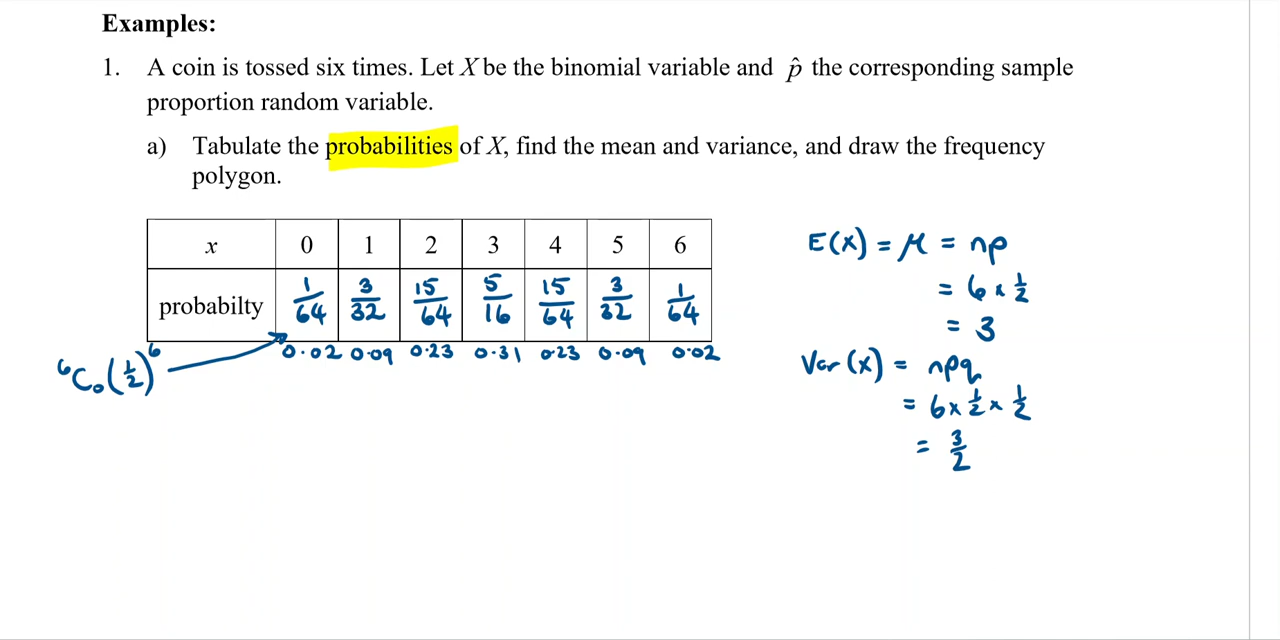 Examples:
1. A coin is tossed six times. Let X be the binomial variable and p̂ the corresponding sample
proportion random variable.
a) Tabulate the probabilities of X, find the mean and variance, and draw the frequency
polygon.
x 0 1 2 3 4 5 6
probabilty 1/64 3/32 15/64 5/16 15/64 3/32 1/64
0.02 0.09 0.23 0.31 0.23 0.09 0.02
⁶C₀(1/2)⁶
E(x) = μ = np
= 6 × 1/2
= 3
Var(x) = npq
= 6 × 1/2 × 1/2
= 3/2